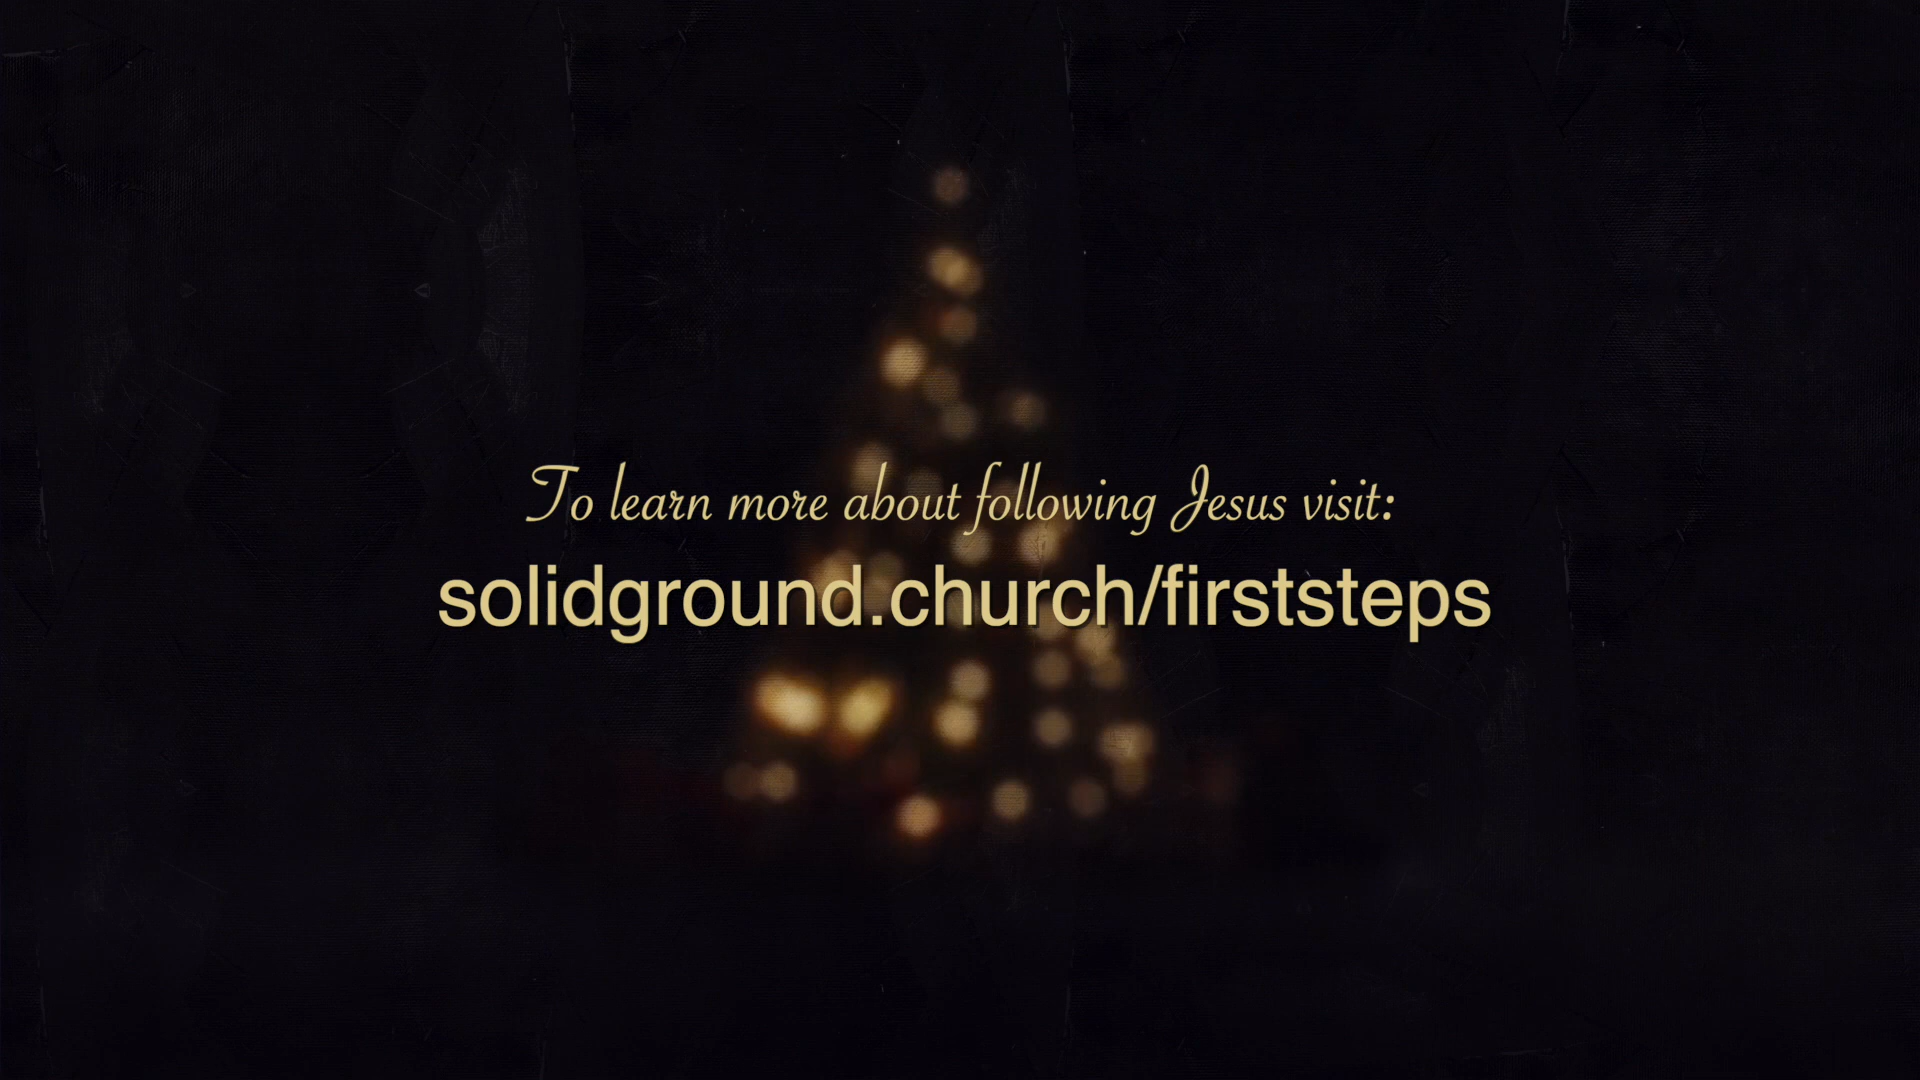 To learn more about following Jesus visit:
solidground.church/firststeps